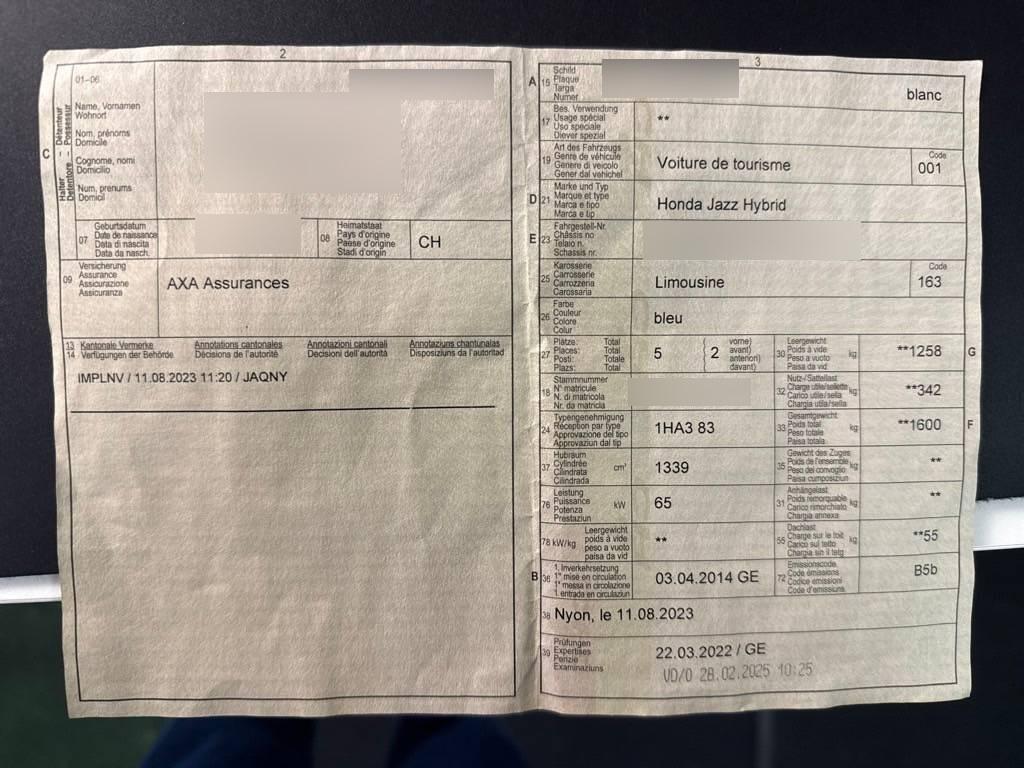 2
01-06
C
Halter – Détenteur
Detentore – Possessur
Name, Vornamen
Wohnort
Nom, prénoms
Domicile
Cognome, nomi
Domicilio
Num, prenums
Domicil
07
Geburtsdatum
Date de naissance
Data di nascita
Data da nasch.
08
Heimatstaat
Pays d'origine
Paese d'origine
Stadi d'origin
CH
09
Versicherung
Assurance
Assicurazione
Assicuranza
AXA Assurances
13 Kantonale Vermerke Annotations cantonales Annotazioni cantonali Annotaziuns chantunalas
14 Verfügungen der Behörde Décisions de l'autorité Decisioni dell'autorità Disposiziuns da l'autoritad
IMPLNV / 11.08.2023 11:20 / JAQNY
3
A 15
Schild
Plaque
Targa
Numer
blanc
17
Bes. Verwendung
Usage spécial
Uso speciale
Diever spezial
**
19
Art des Fahrzeugs
Genre de véhicule
Genere di veicolo
Gener dal vehichel
Voiture de tourisme
Code
001
D 21
Marke und Typ
Marque et type
Marca e tipo
Marca e tip
Honda Jazz Hybrid
E 23
Fahrgestell-Nr.
Châssis no
Telaio n.
Schassis nr.
25
Karosserie
Carrosserie
Carrozzeria
Carossaria
Limousine
Code
163
26
Farbe
Couleur
Colore
Colur
bleu
27
Plätze: Total
Places: Total
Posti: Totale
Plazs: Total
5
2
vorne)
avant)
anteriori)
davant)
30
Leergewicht
Poids à vide
Peso a vuoto
Paisa da vid
kg
**1258
G
18
Stammnummer
N° matricule
N. di matricola
Nr. da matricla
32
Nutz-/Sattellast
Charge utile/sellette
Carico utile/sella
Chargia utila/sella
kg
**342
24
Typengenehmigung
Réception par type
Approvazione del tipo
Approvaziun dal tip
1HA3 83
33
Gesamtgewicht
Poids total
Peso totale
Paisa totala
kg
**1600
F
37
Hubraum
Cylindrée
Cilindrata
Cilindrada
cm³
1339
35
Gewicht des Zuges
Poids de l'ensemble
Peso del convoglio
Paisa cumposiziun
kg
**
76
Leistung
Puissance
Potenza
Prestaziun
kW
65
31
Anhängelast
Poids remorquable
Carico rimorchiato
Chargia annexa
kg
**
78 kW/kg
Leergewicht
poids à vide
peso a vuoto
paisa da vid
**
55
Dachlast
Charge sur le toit
Carico sul tetto
Chargia sin il tetg
kg
**55
B 36
1. Inverkehrsetzung
1re mise en circulation
1a messa in circolazione
1. entrada en circulaziun
03.04.2014 GE
72
Emissionscode
Code émissions
Codice emissioni
Code d'emissiuns
B5b
38 Nyon, le 11.08.2023
39
Prüfungen
Expertises
Perizie
Examinaziuns
22.03.2022 / GE
VD/0 28.02.2025 10:25